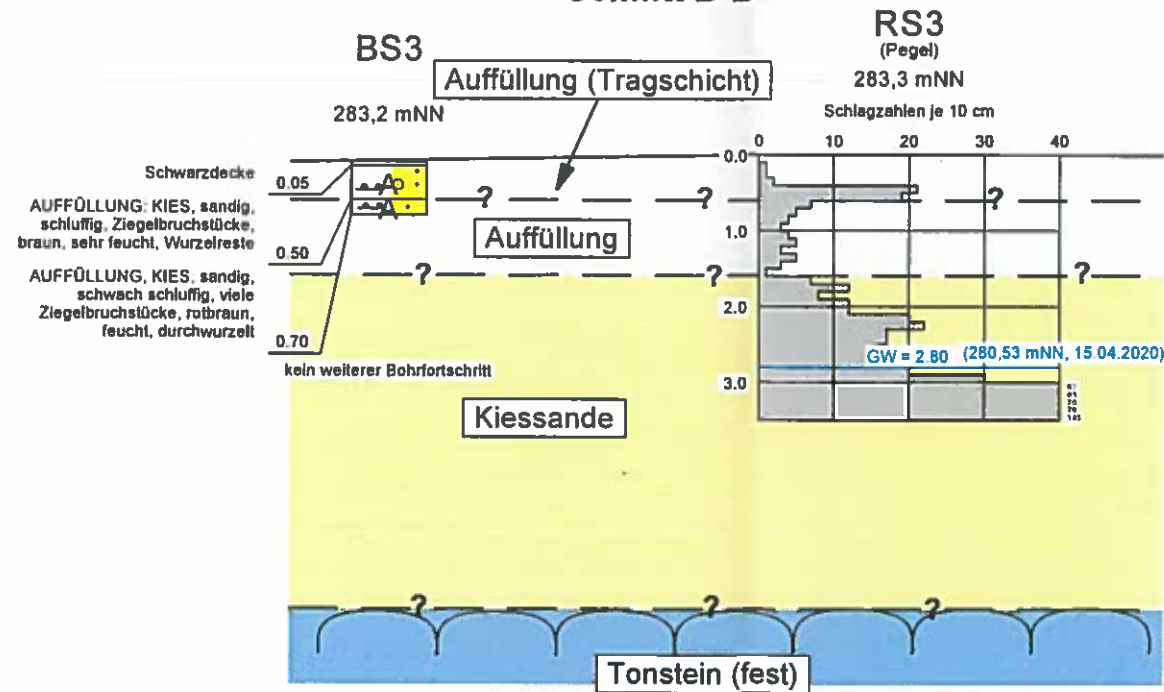 BS3
283,2 mNN
RS3
(Pegel)
283,3 mNN
Schlagzahlen je 10 cm
0 10 20 30 40
Auffüllung (Tragschicht)
Schwarzdecke
0.05
AUFFÜLLUNG: KIES, sandig,
schluffig, Ziegelbruchstücke,
braun, sehr feucht, Wurzelreste
0.50
AUFFÜLLUNG, KIES, sandig,
schwach schluffig, viele
Ziegelbruchstücke, rotbraun,
feucht, durchwurzelt
0.70
kein weiterer Bohrfortschritt
A
A
? ? ?
Auffüllung
? ? ?
0.0
1.0
2.0
3.0
GW = 2.80 (280,53 mNN, 15.04.2020)
Kiessande
? ? ?
Tonstein (fest)